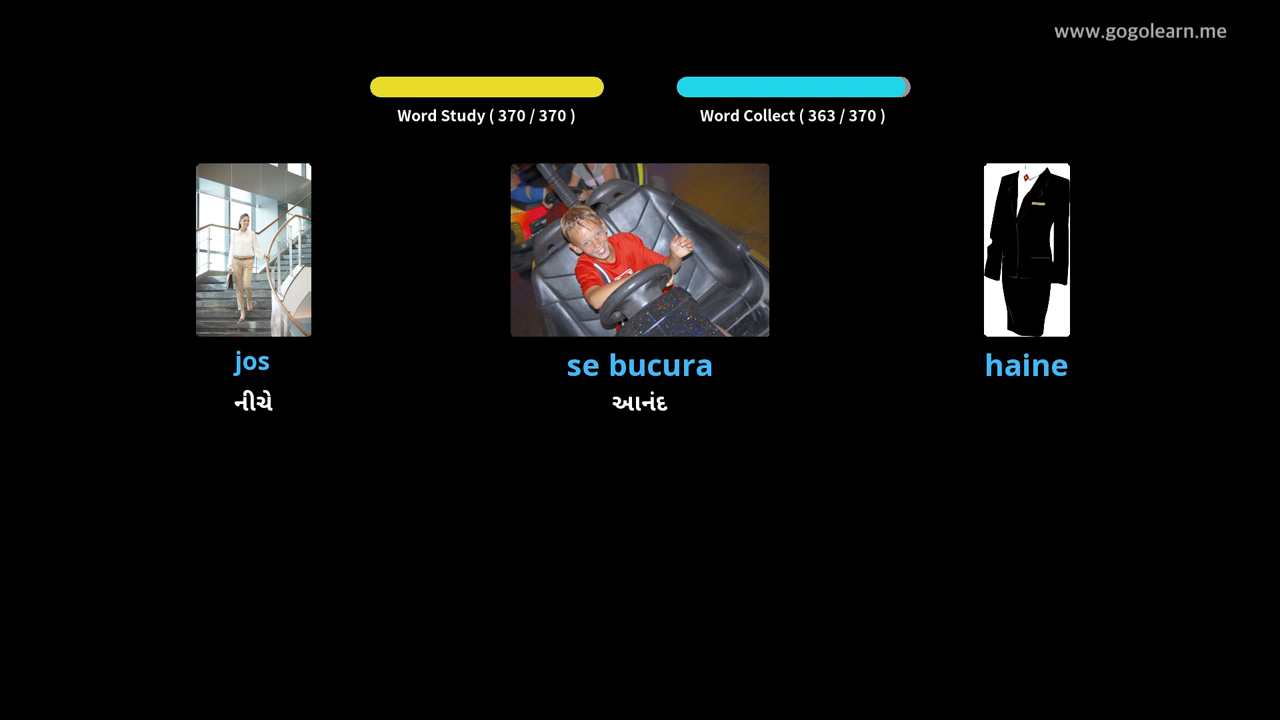 www.gogolearn.me
Word Study ( 370 / 370 )
Word Collect ( 363 / 370 )
jos
se bucura
haine
નીચે
આનંદ